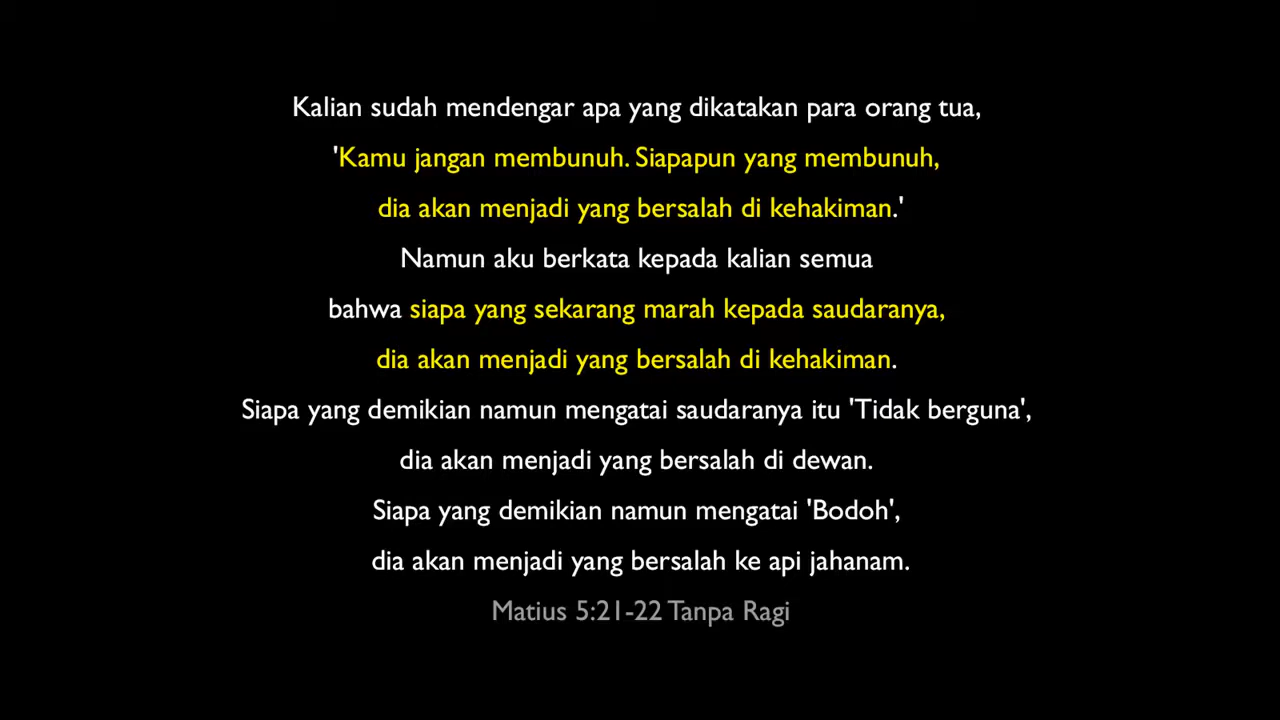 Kalian sudah mendengar apa yang dikatakan para orang tua,
'Kamu jangan membunuh. Siapapun yang membunuh,
dia akan menjadi yang bersalah di kehakiman.'
Namun aku berkata kepada kalian semua
bahwa siapa yang sekarang marah kepada saudaranya,
dia akan menjadi yang bersalah di kehakiman.
Siapa yang demikian namun mengatai saudaranya itu 'Tidak berguna',
dia akan menjadi yang bersalah di dewan.
Siapa yang demikian namun mengatai 'Bodoh',
dia akan menjadi yang bersalah ke api jahanam.
Matius 5:21-22 Tanpa Ragi